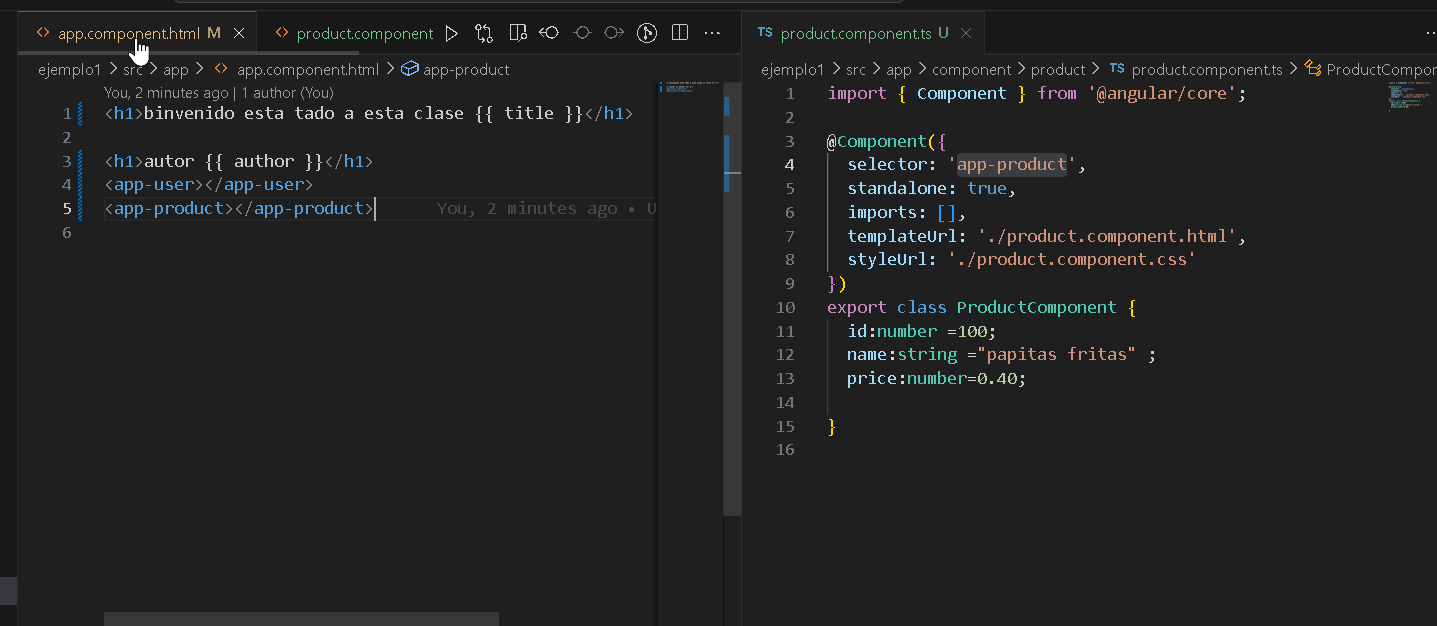 app.component.html M
product.component
ejemplo1 > src > app > app.component.html > app-product
You, 2 minutes ago | 1 author (You)
1 <h1>binvenido esta tado a esta clase {{ title }}</h1>
2
3 <h1>autor {{ author }}</h1>
4 <app-user></app-user>
5 <app-product></app-product> You, 2 minutes ago • U
6
TS product.component.ts U
ejemplo1 > src > app > component > product > TS product.component.ts > ProductCompor
1 import { Component } from '@angular/core';
2
3 @Component({
4 selector: 'app-product',
5 standalone: true,
6 imports: [],
7 templateUrl: './product.component.html',
8 styleUrl: './product.component.css'
9 })
10 export class ProductComponent {
11 id:number =100;
12 name:string ="papitas fritas" ;
13 price:number=0.40;
14
15 }
16